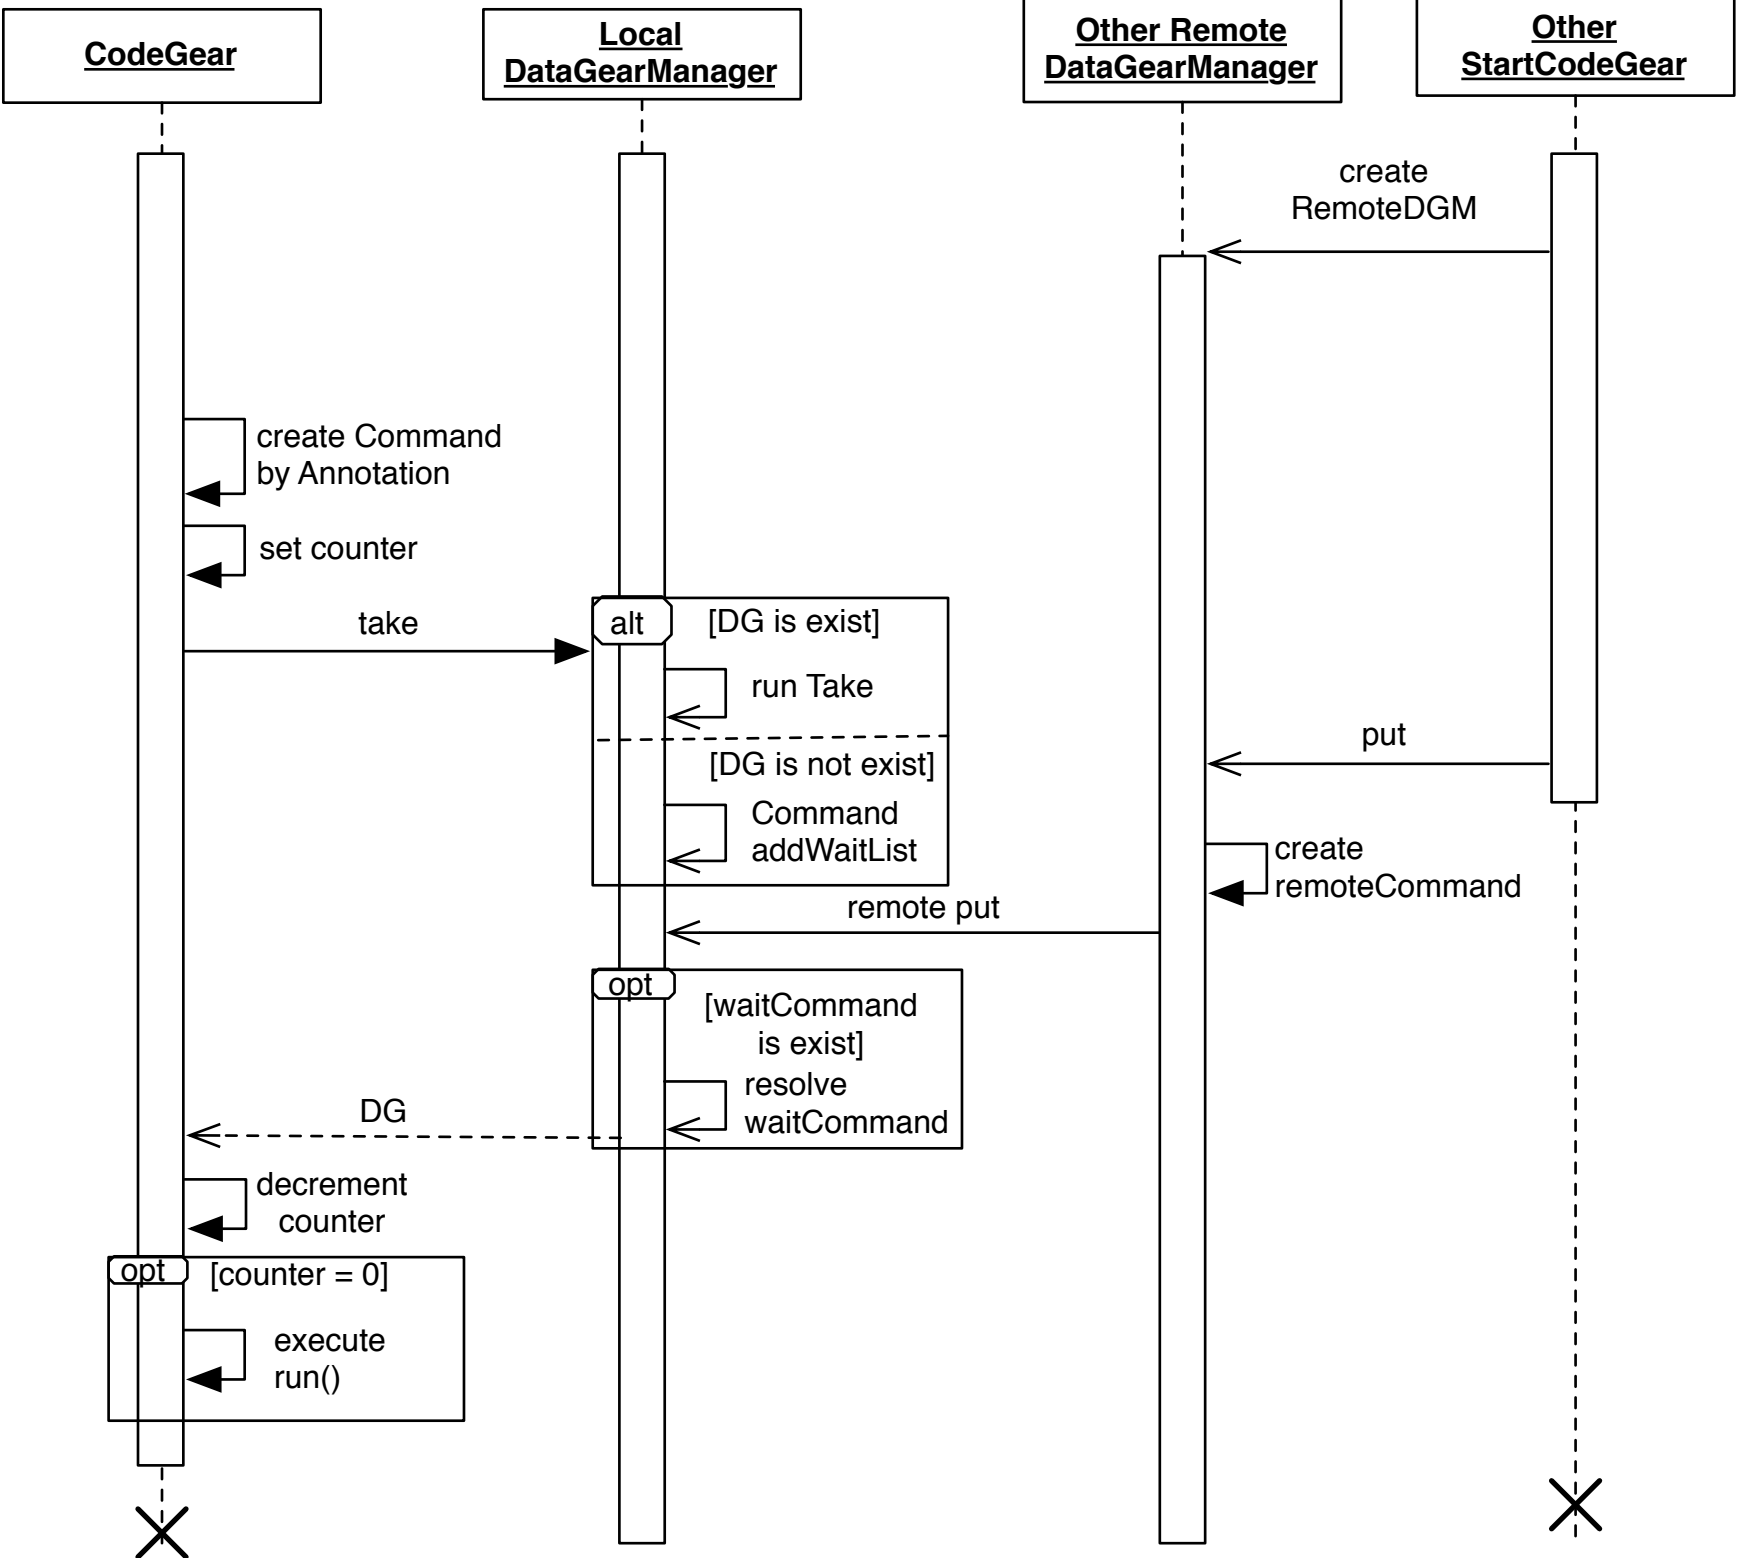 CodeGear
Local
DataGearManager
Other Remote
DataGearManager
Other
StartCodeGear
create
RemoteDGM
create Command
by Annotation
set counter
take
alt
[DG is exist]
run Take
put
[DG is not exist]
Command
addWaitList
create
remoteCommand
remote put
opt
[waitCommand
is exist]
resolve
waitCommand
DG
decrement
counter
opt
[counter = 0]
execute
run()